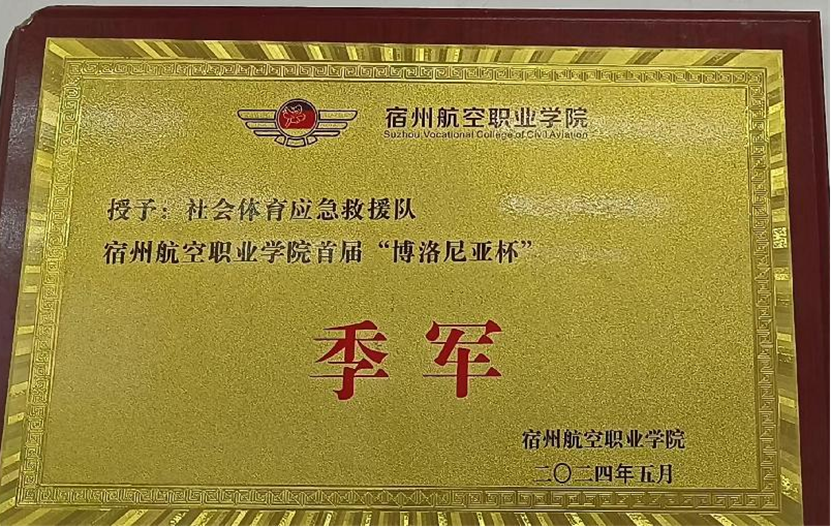 宿州航空职业学院
Suzhou Vocational College of Civil Aviation
授予：社会体育应急救援队
宿州航空职业学院首届“博洛尼亚杯”
季军
宿州航空职业学院
二〇二四年五月